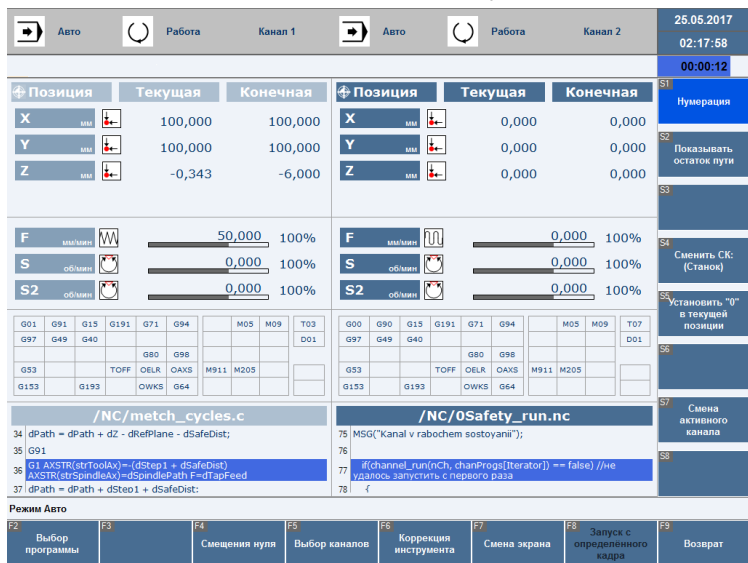 Авто Работа Канал 1 Авто Работа Канал 2 25.05.2017
02:17:58
00:00:12
Позиция Текущая Конечная Позиция Текущая Конечная
X мм 100,000 100,000 X мм 0,000 0,000
Y мм 100,000 100,000 Y мм 0,000 0,000
Z мм -0,343 -6,000 Z мм 0,000 0,000
F мм/мин 50,000 100% F мм/мин 0,000 100%
S об/мин 0,000 100% S об/мин 0,000 100%
S2 об/мин 0,000 100% S2 об/мин 0,000 100%
G01 G91 G15 G191 G71 G94 M05 M09 T03 G00 G90 G15 G191 G71 G94 M05 M09 T07
G97 G49 G40 D01 G97 G49 G40 D01
G80 G98 G80 G98
G53 TOFF OELR OAXS M911 M205 G53 TOFF OELR OAXS M911 M205
G153 G193 OWKS G64 G153 G193 OWKS G64
/NC/metch_cycles.c /NC/0Safety_run.nc
34 dPath = dPath + dZ - dRefPlane - dSafeDist;
35 G91
36 G1 AXSTR(strToolAx)=-(dStep1 + dSafeDist)
AXSTR(strSpindleAx)=dSpindlePath F=dTapFeed
37 dPath = dPath + dStep1 + dSafeDist:
75 MSG("Kanal v rabochem sostoyanii");
76
77 if(channel_run(nCh, chanProgs[Iterator]) == false) //не
удалось запустить с первого раза
78 {
S1
Нумерация
S2
Показывать
остаток пути
S3
S4
Сменить СК:
(Станок)
S5
Установить "0"
в текущей
позиции
S6
S7
Смена
активного
канала
S8
Режим Авто
F2 Выбор
программы
F3
F4
Смещения нуля
F5
Выбор каналов
F6 Коррекция
инструмента
F7
Смена экрана
F8 Запуск с
определённого
кадра
F9
Возврат